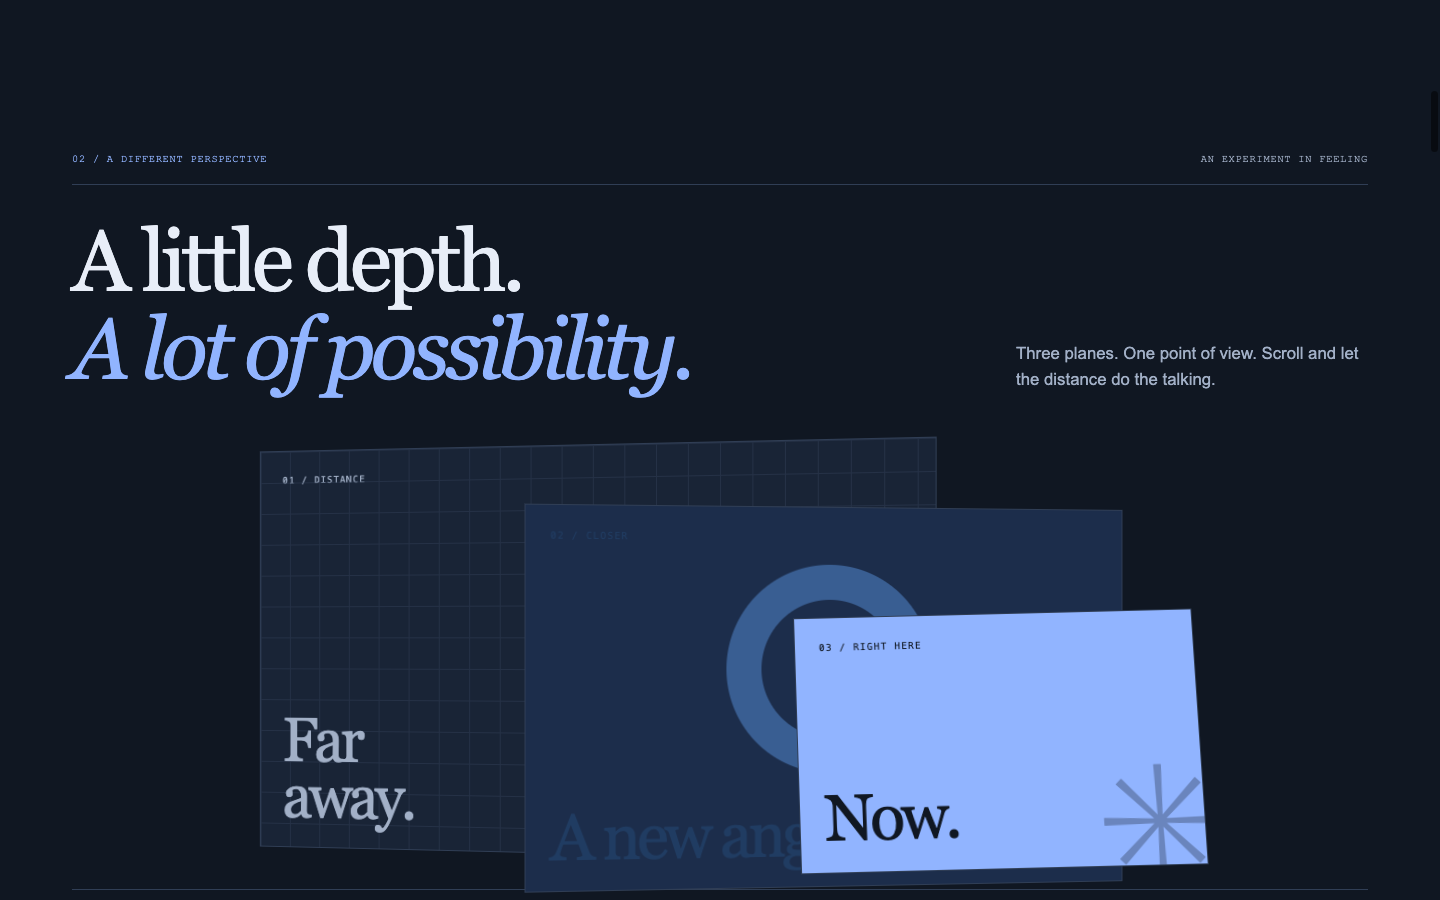 02 / A DIFFERENT PERSPECTIVE
AN EXPERIMENT IN FEELING
A little depth.
A lot of possibility.
Three planes. One point of view. Scroll and let
the distance do the talking.
01 / DISTANCE
Far
away.
02 / CLOSER
A new
03 / RIGHT HERE
Now.